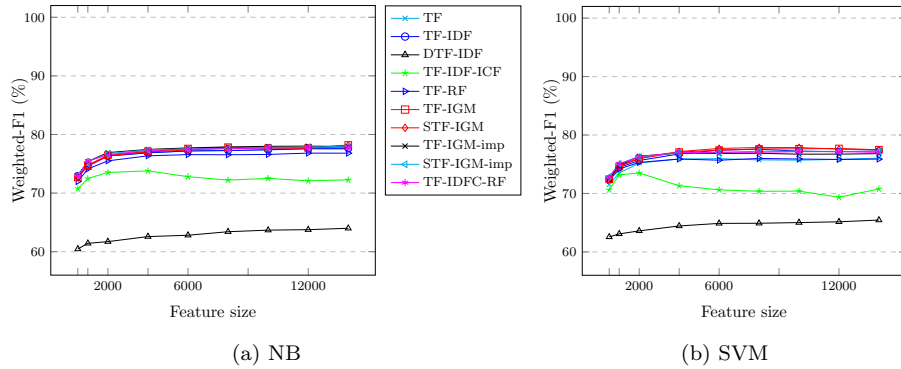 100
90
80
70
60
Weighted-F1 (%)
2000 6000 12000
Feature size
(a) NB
TF
TF-IDF
DTF-IDF
TF-IDF-ICF
TF-RF
TF-IGM
STF-IGM
TF-IGM-imp
STF-IGM-imp
TF-IDFC-RF
100
90
80
70
60
Weighted-F1 (%)
2000 6000 12000
Feature size
(b) SVM